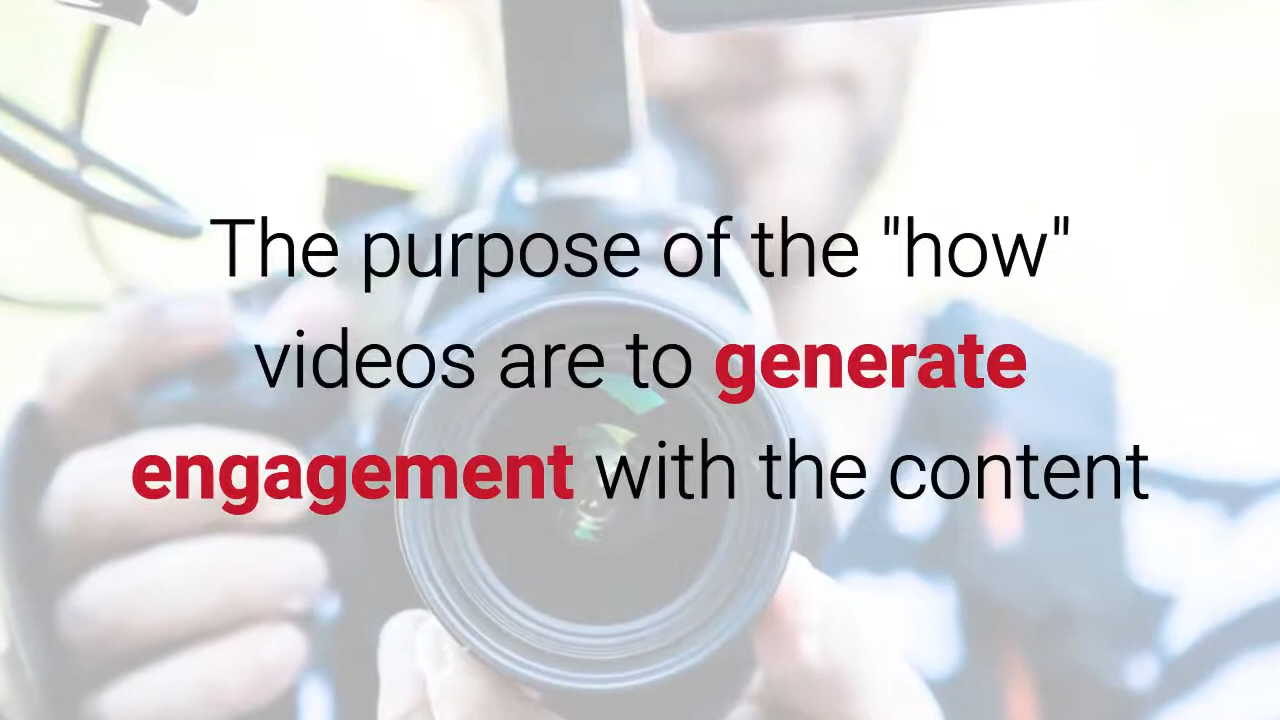 The purpose of the "how"
videos are to generate
engagement with the content